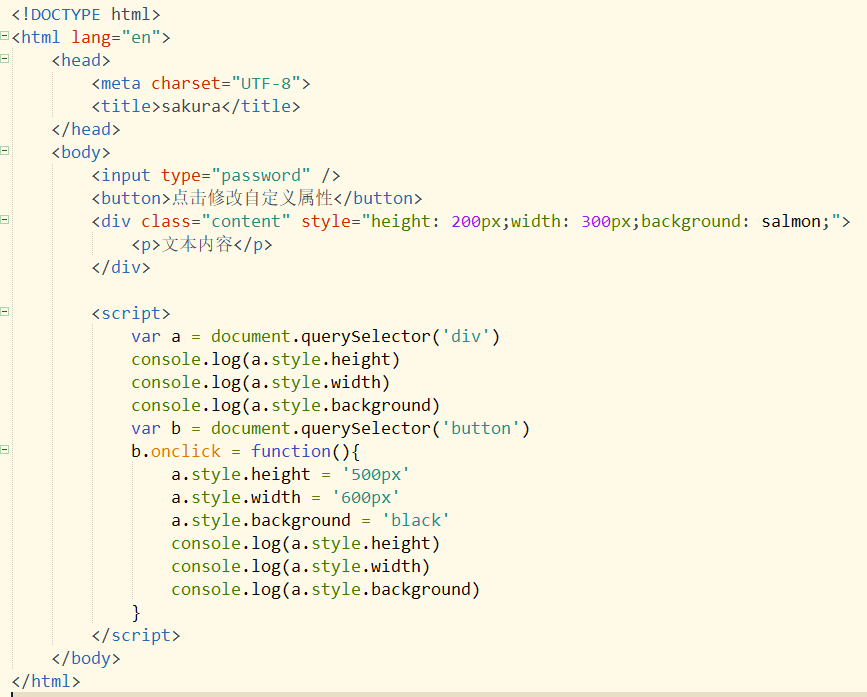 <!DOCTYPE html>
<html lang="en">
    <head>
        <meta charset="UTF-8">
        <title>sakura</title>
    </head>
    <body>
        <input type="password" />
        <button>点击修改自定义属性</button>
        <div class="content" style="height: 200px;width: 300px;background: salmon;">
            <p>文本内容</p>
        </div>
        <script>
            var a = document.querySelector('div')
            console.log(a.style.height)
            console.log(a.style.width)
            console.log(a.style.background)
            var b = document.querySelector('button')
            b.onclick = function(){
                a.style.height = '500px'
                a.style.width = '600px'
                a.style.background = 'black'
                console.log(a.style.height)
                console.log(a.style.width)
                console.log(a.style.background)
            }
        </script>
    </body>
</html>